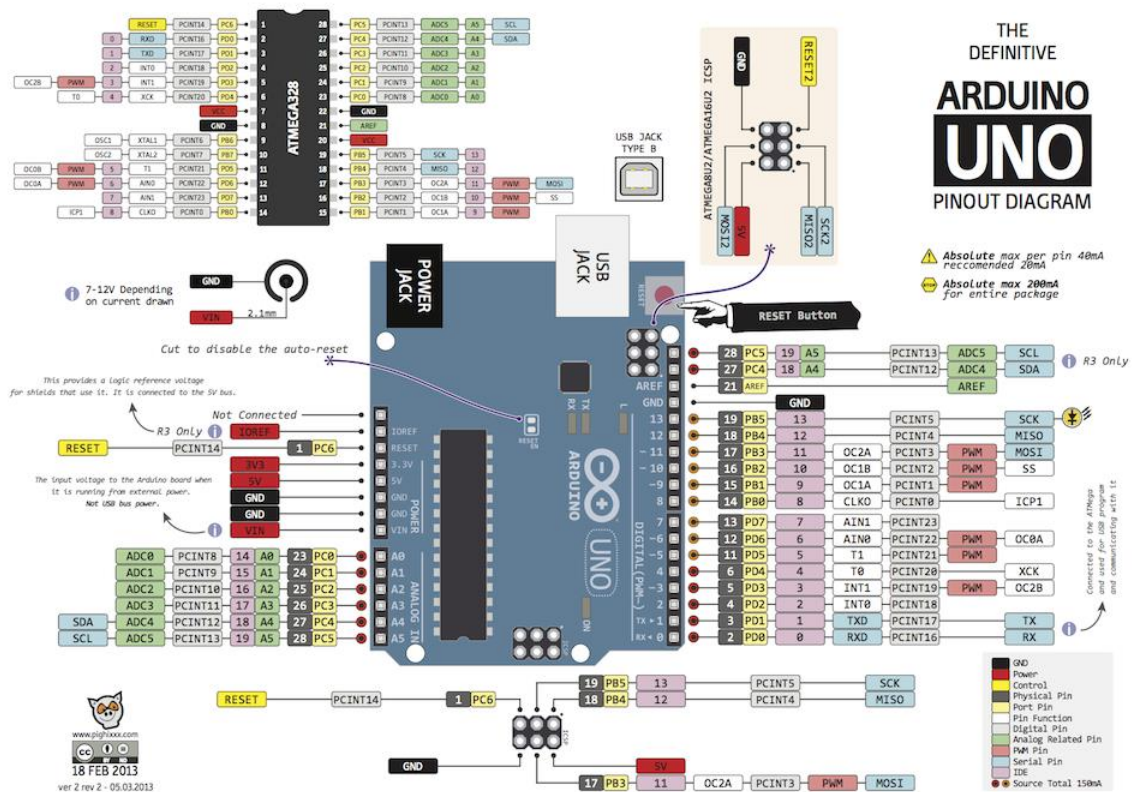 THE
DEFINITIVE
ARDUINO
UNO
PINOUT DIAGRAM
Absolute max per pin 40mA
reccomended 20mA
Absolute max 200mA
for entire package
ATMEGA328
RESET PCINT14 PC6 1
0 RXD PCINT16 PD0 2
1 TXD PCINT17 PD1 3
2 INT0 PCINT18 PD2 4
OC2B PWM 3 INT1 PCINT19 PD3 5
T0 4 XCK PCINT20 PD4 6
VCC 7
GND 8
OSC1 XTAL1 PCINT6 PB6 9
OSC2 XTAL2 PCINT7 PB7 10
OC0B PWM 5 T1 PCINT21 PD5 11
OC0A PWM 6 AIN0 PCINT22 PD6 12
7 AIN1 PCINT23 PD7 13
ICP1 8 CLKO PCINT0 PB0 14
28 PC5 PCINT13 ADC5 A5 SCL
27 PC4 PCINT12 ADC4 A4 SDA
26 PC3 PCINT11 ADC3 A3
25 PC2 PCINT10 ADC2 A2
24 PC1 PCINT9 ADC1 A1
23 PC0 PCINT8 ADC0 A0
22 GND
21 AREF
20 VCC
19 PB5 PCINT5 SCK 13
18 PB4 PCINT4 MISO 12
17 PB3 PCINT3 OC2A 11 PWM MOSI
16 PB2 PCINT2 OC1B 10 PWM SS
15 PB1 PCINT1 OC1A 9 PWM
USB JACK
TYPE B
ATMEGA8U2/ATMEGA16U2 ICSP
GND
RESET2
MOSI2
5V
MISO2
SCK2
7-12V Depending
on current drawn
GND
VIN
2.1mm
POWER
JACK
USB
JACK
RESET
RESET Button
Cut to disable the auto-reset
This provides a logic reference voltage
for shields that use it. It is connected to the 5V bus.
Not Connected
R3 Only IOREF
RESET PCINT14 1 PC6
3V3
5V
GND
GND
VIN
The input voltage to the Arduino board when
it is running from external power.
Not USB bus power.
ADC0 PCINT8 14 A0 23 PC0
ADC1 PCINT9 15 A1 24 PC1
ADC2 PCINT10 16 A2 25 PC2
ADC3 PCINT11 17 A3 26 PC3
SDA ADC4 PCINT12 18 A4 27 PC4
SCL ADC5 PCINT13 19 A5 28 PC5
IOREF
RESET
3.3V
5V
GND
GND
VIN
POWER
A0
A1
A2
A3
A4
A5
ANALOG IN
RX
TX
L
RESET
EN
ARDUINO
UNO
ON
ICSP
AREF
GND
13
12
~11
~10
~9
8
7
~6
~5
4
~3
2
TX▸1
RX◂0
DIGITAL(PWM~)
28 PC5 19 A5 PCINT13 ADC5 SCL
27 PC4 18 A4 PCINT12 ADC4 SDA
R3 Only
21 AREF AREF
GND
19 PB5 13 PCINT5 SCK
18 PB4 12 PCINT4 MISO
17 PB3 11 OC2A PCINT3 PWM MOSI
16 PB2 10 OC1B PCINT2 PWM SS
15 PB1 9 OC1A PCINT1 PWM
14 PB0 8 CLKO PCINT0 ICP1
13 PD7 7 AIN1 PCINT23
12 PD6 6 AIN0 PCINT22 PWM OC0A
11 PD5 5 T1 PCINT21 PWM
6 PD4 4 T0 PCINT20 XCK
5 PD3 3 INT1 PCINT19 PWM OC2B
4 PD2 2 INT0 PCINT18
3 PD1 1 TXD PCINT17 TX
2 PD0 0 RXD PCINT16 RX
Connected to the ATMega
and used for USB program
and communicating with it
RESET PCINT14 1 PC6
19 PB5 13 PCINT5 SCK
18 PB4 12 PCINT4 MISO
ICSP
GND
5V
17 PB3 11 OC2A PCINT3 PWM MOSI
GND
Power
Control
Physical Pin
Port Pin
Pin Function
Digital Pin
Analog Related Pin
PWM Pin
Serial Pin
IDE
Source Total 150mA
www.pighixxx.com
cc
BY ND
18 FEB 2013
ver 2 rev 2 - 05.03.2013